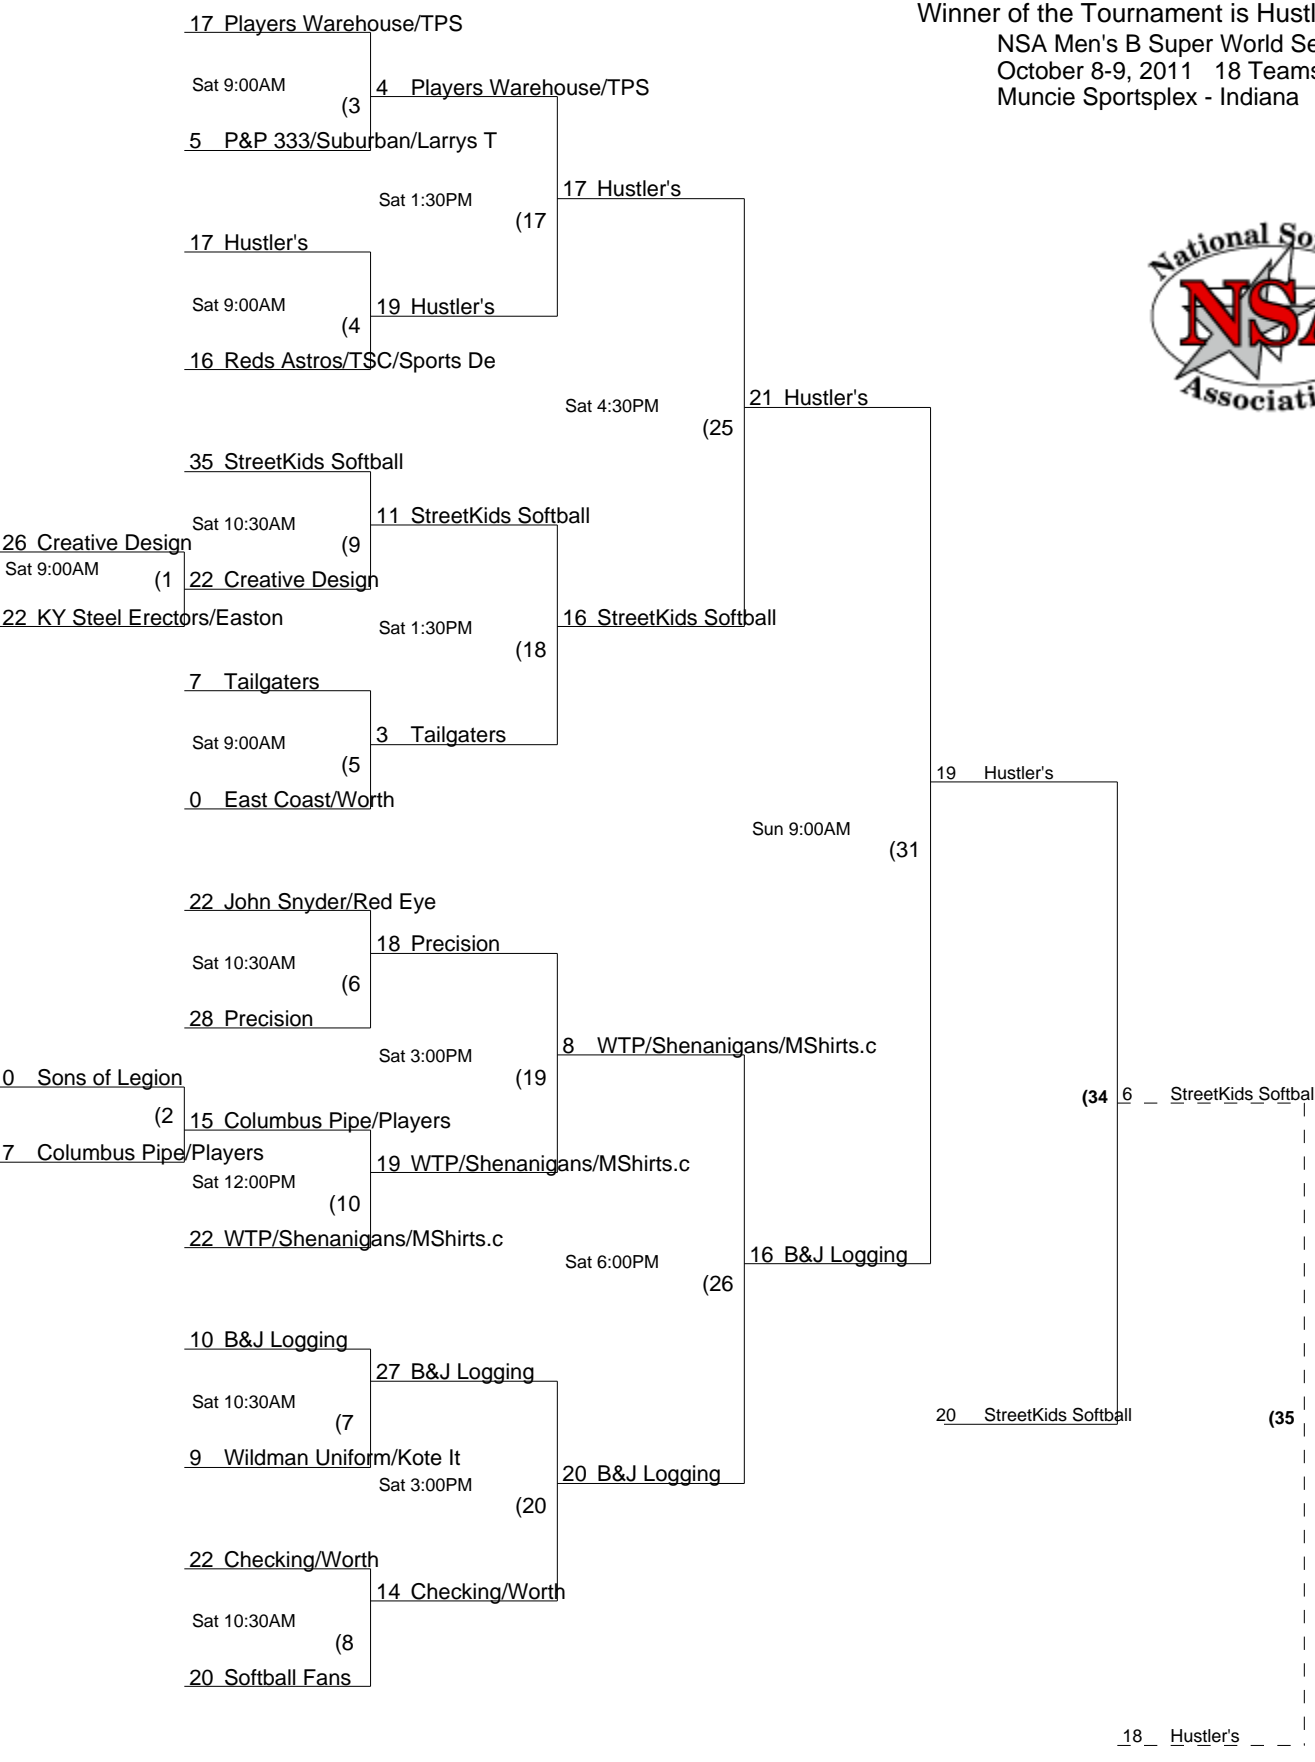 Winner of the Tournament is Hustl
NSA Men's B Super World Se
October 8-9, 2011 18 Teams
Muncie Sportsplex - Indiana
National So
NSA
Associati
17 Players Warehouse/TPS
Sat 9:00AM
(3
4 Players Warehouse/TPS
5 P&P 333/Suburban/Larrys T
Sat 1:30PM
(17
17 Hustler's
17 Hustler's
Sat 9:00AM
(4
19 Hustler's
16 Reds Astros/TSC/Sports De
Sat 4:30PM
(25
21 Hustler's
35 StreetKids Softball
Sat 10:30AM
(9
11 StreetKids Softball
26 Creative Design
Sat 9:00AM
(1
22 Creative Design
22 KY Steel Erectors/Easton
Sat 1:30PM
(18
16 StreetKids Softball
7 Tailgaters
Sat 9:00AM
(5
3 Tailgaters
0 East Coast/Worth
Sun 9:00AM
(31
19 Hustler's
22 John Snyder/Red Eye
Sat 10:30AM
(6
18 Precision
28 Precision
Sat 3:00PM
(19
8 WTP/Shenanigans/MShirts.c
0 Sons of Legion
(2
15 Columbus Pipe/Players
7 Columbus Pipe/Players
Sat 12:00PM
(10
19 WTP/Shenanigans/MShirts.c
22 WTP/Shenanigans/MShirts.c
(34
6 StreetKids Softbal
Sat 6:00PM
(26
16 B&J Logging
10 B&J Logging
Sat 10:30AM
(7
27 B&J Logging
9 Wildman Uniform/Kote It
Sat 3:00PM
(20
20 B&J Logging
20 StreetKids Softball
(35
22 Checking/Worth
Sat 10:30AM
(8
14 Checking/Worth
20 Softball Fans
18 Hustler's